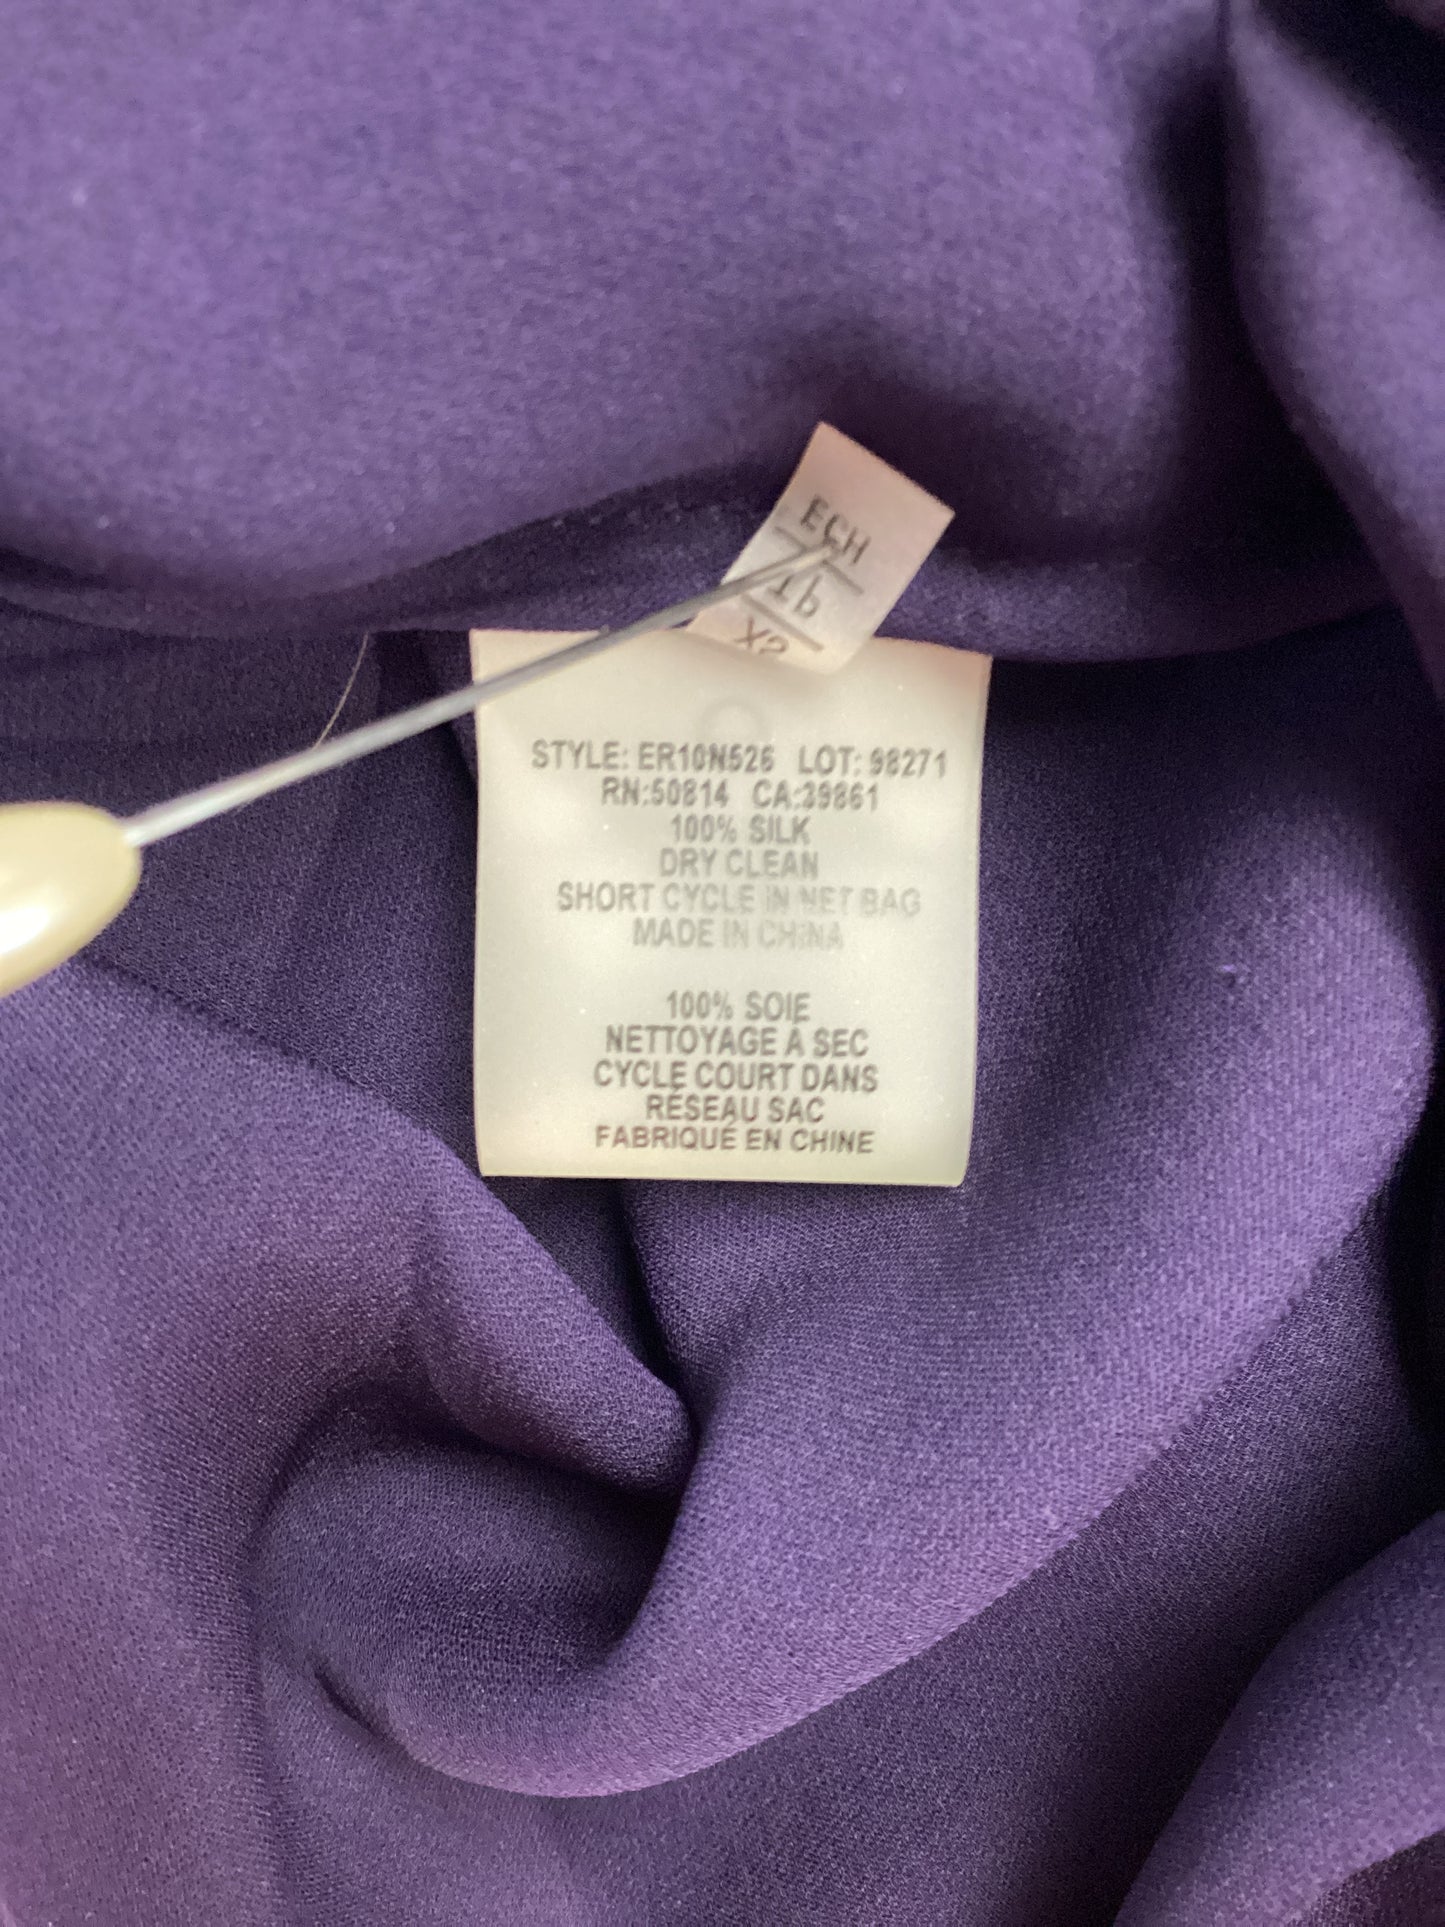 ECH
STYLE: ER10N526 LOT: 98271
RN:50814 CA:39861
100% SILK
DRY CLEAN
SHORT CYCLE IN NET BAG
MADE IN CHINA
100% SOIE
NETTOYAGE À SEC
CYCLE COURT DANS
RÉSEAU SAC
FABRIQUÉ EN CHINE